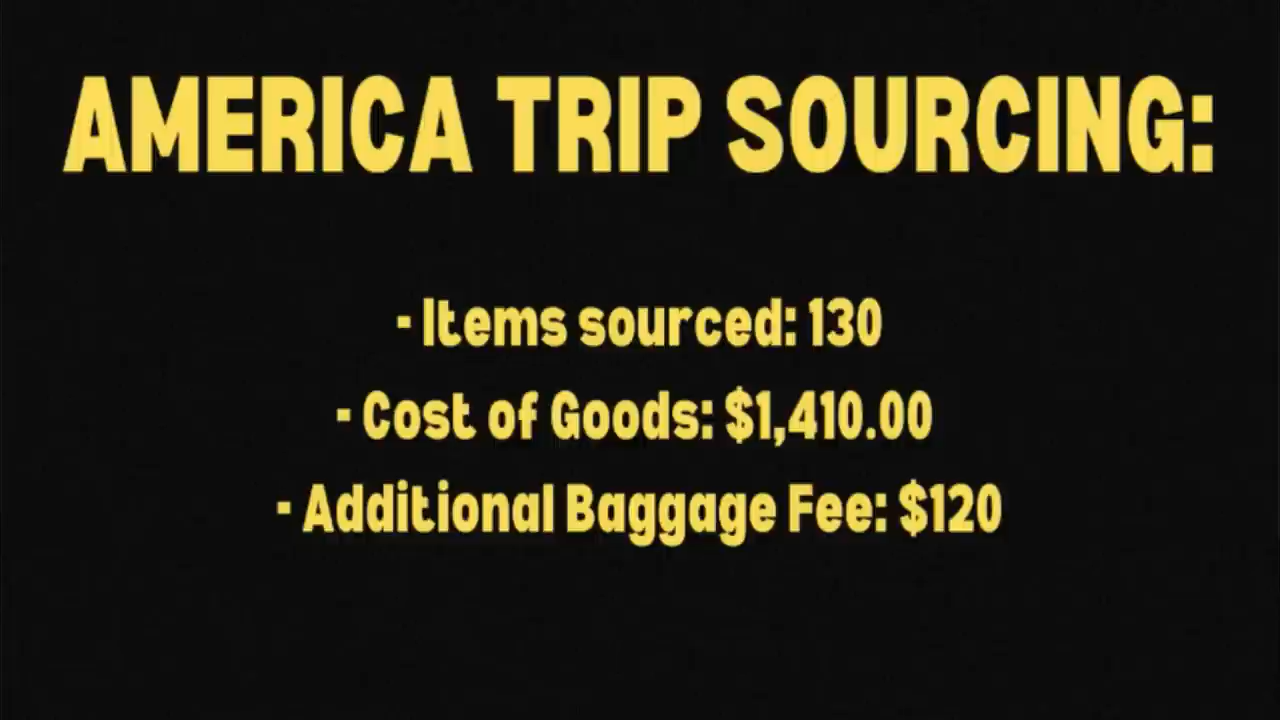 AMERICA TRIP SOURCING:
- Items sourced: 130
- Cost of Goods: $1,410.00
- Additional Baggage Fee: $120